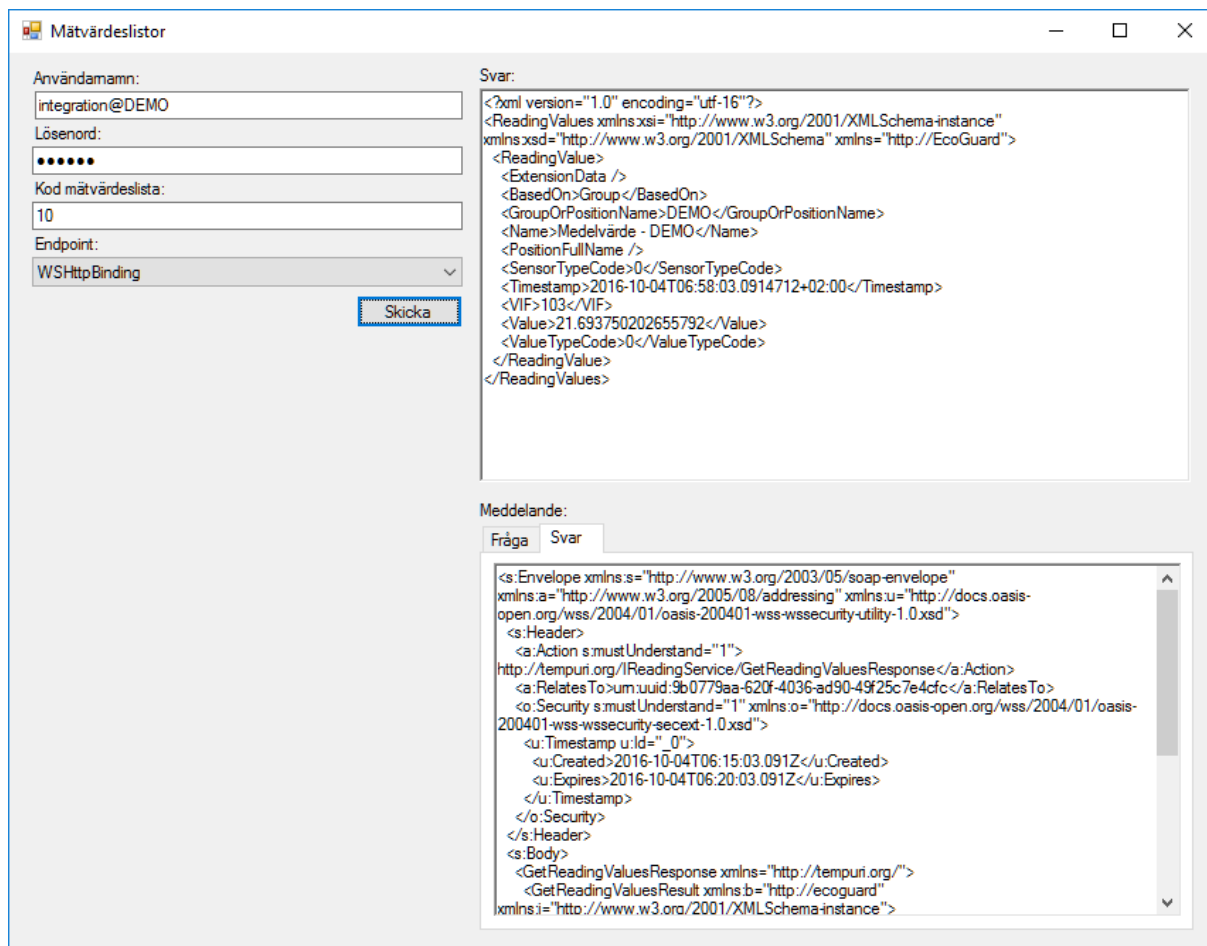 Mätvärdeslistor
Användarnamn:
integration@DEMO
Lösenord:
●●●●●●
Kod mätvärdeslista:
10
Endpoint:
WSHttpBinding
Skicka
Svar:
<?xml version="1.0" encoding="utf-16"?>
<ReadingValues xmlns:xsi="http://www.w3.org/2001/XMLSchema-instance"
xmlns:xsd="http://www.w3.org/2001/XMLSchema" xmlns="http://EcoGuard">
  <ReadingValue>
    <ExtensionData />
    <BasedOn>Group</BasedOn>
    <GroupOrPositionName>DEMO</GroupOrPositionName>
    <Name>Medelvärde - DEMO</Name>
    <PositionFullName />
    <SensorTypeCode>0</SensorTypeCode>
    <Timestamp>2016-10-04T06:58:03.0914712+02:00</Timestamp>
    <VIF>103</VIF>
    <Value>21.693750202655792</Value>
    <ValueTypeCode>0</ValueTypeCode>
  </ReadingValue>
</ReadingValues>
Meddelande:
Fråga Svar
<s:Envelope xmlns:s="http://www.w3.org/2003/05/soap-envelope"
xmlns:a="http://www.w3.org/2005/08/addressing" xmlns:u="http://docs.oasis-
open.org/wss/2004/01/oasis-200401-wss-wssecurity-utility-1.0.xsd">
  <s:Header>
    <a:Action s:mustUnderstand="1">
http://tempuri.org/IReadingService/GetReadingValuesResponse</a:Action>
    <a:RelatesTo>urn:uuid:9b0779aa-620f-4036-ad90-49f25c7e4cfc</a:RelatesTo>
    <o:Security s:mustUnderstand="1" xmlns:o="http://docs.oasis-open.org/wss/2004/01/oasis-
200401-wss-wssecurity-secext-1.0.xsd">
      <u:Timestamp u:Id="_0">
        <u:Created>2016-10-04T06:15:03.091Z</u:Created>
        <u:Expires>2016-10-04T06:20:03.091Z</u:Expires>
      </u:Timestamp>
    </o:Security>
  </s:Header>
  <s:Body>
    <GetReadingValuesResponse xmlns="http://tempuri.org/">
      <GetReadingValuesResult xmlns:b="http://ecoguard"
xmlns:i="http://www.w3.org/2001/XMLSchema-instance">